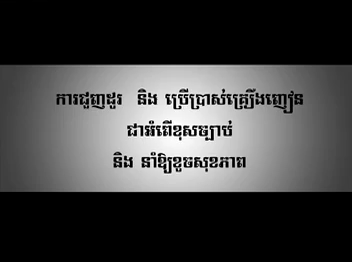 ការជួញដូរ និង ប្រើប្រាស់គ្រឿងញៀន
ជាអំពើខុសច្បាប់
និង នាំឱ្យខូចសុខភាព